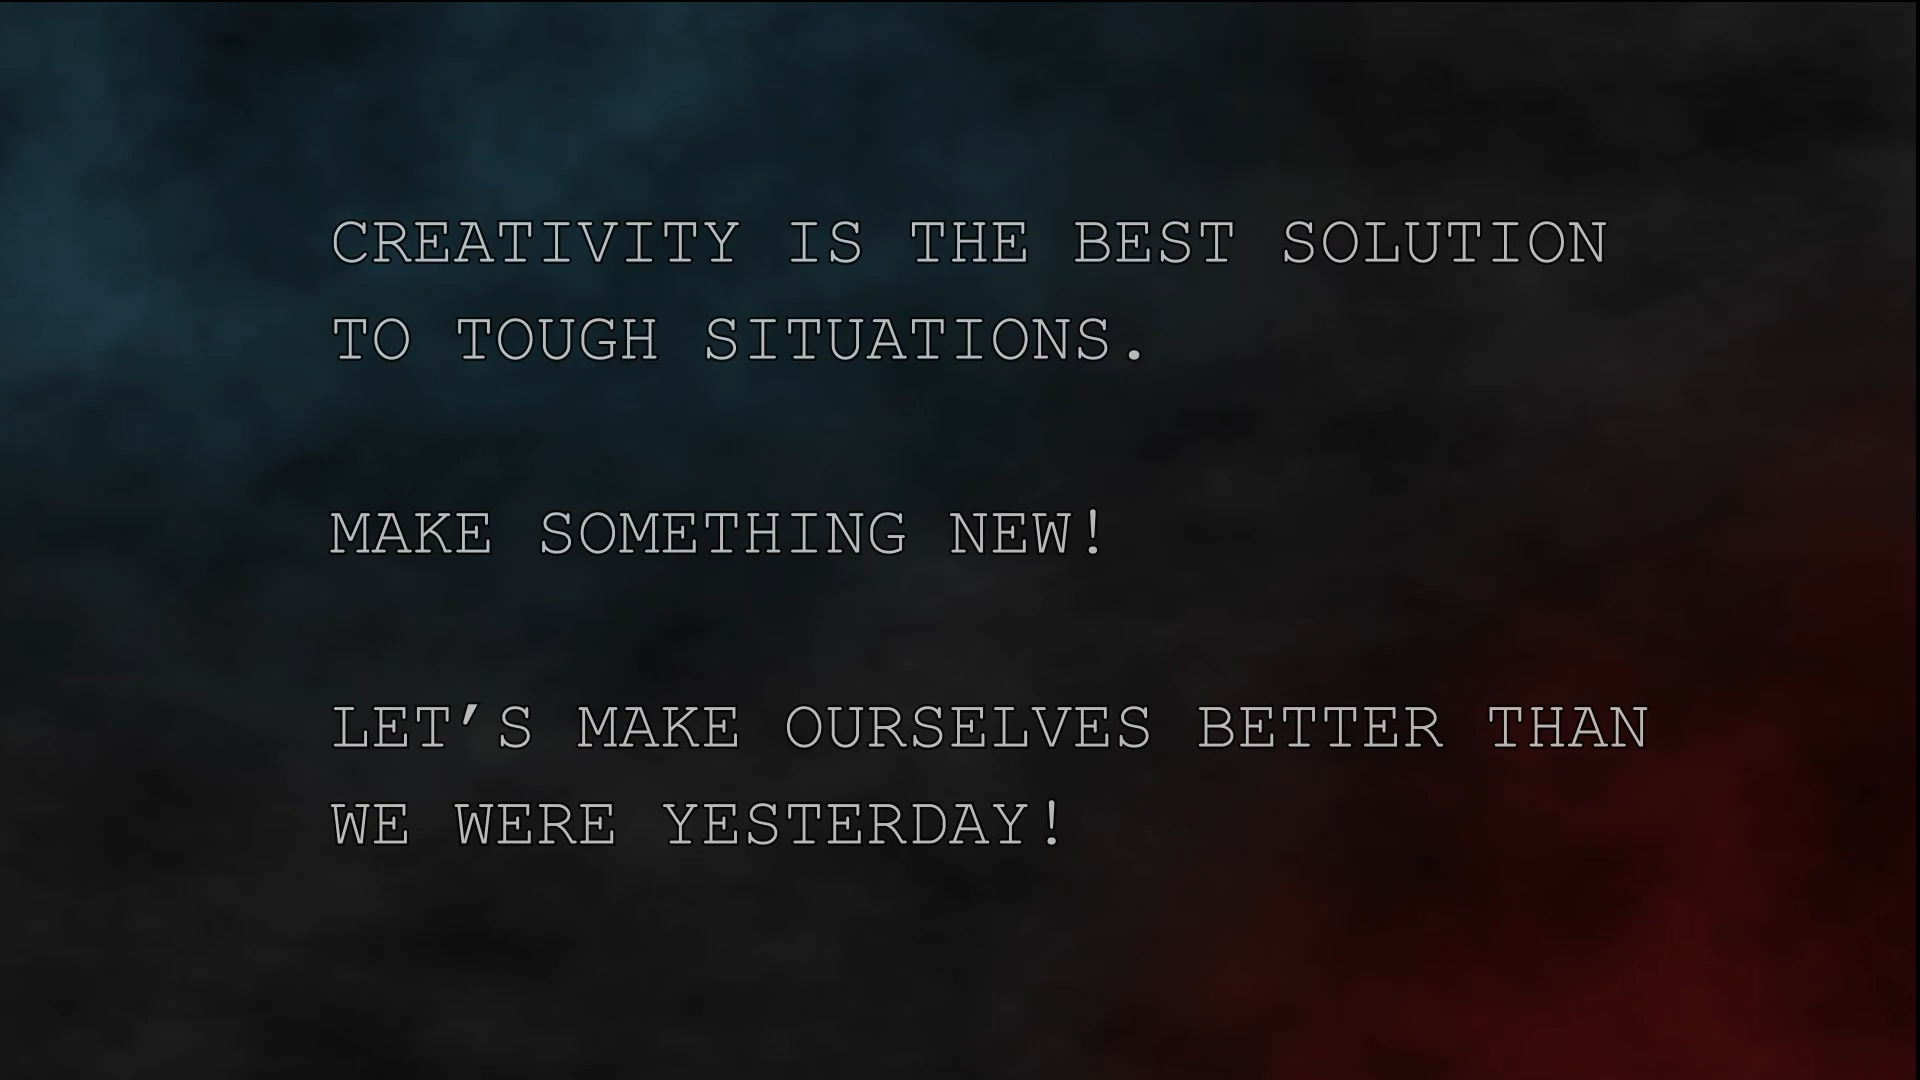 CREATIVITY IS THE BEST SOLUTION
TO TOUGH SITUATIONS.
MAKE SOMETHING NEW!
LET’S MAKE OURSELVES BETTER THAN
WE WERE YESTERDAY!